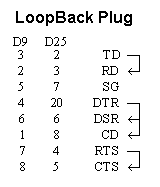 LoopBack Plug
D9 D25
3 2 TD
2 3 RD
5 7 SG
4 20 DTR
6 6 DSR
1 8 CD
7 4 RTS
8 5 CTS